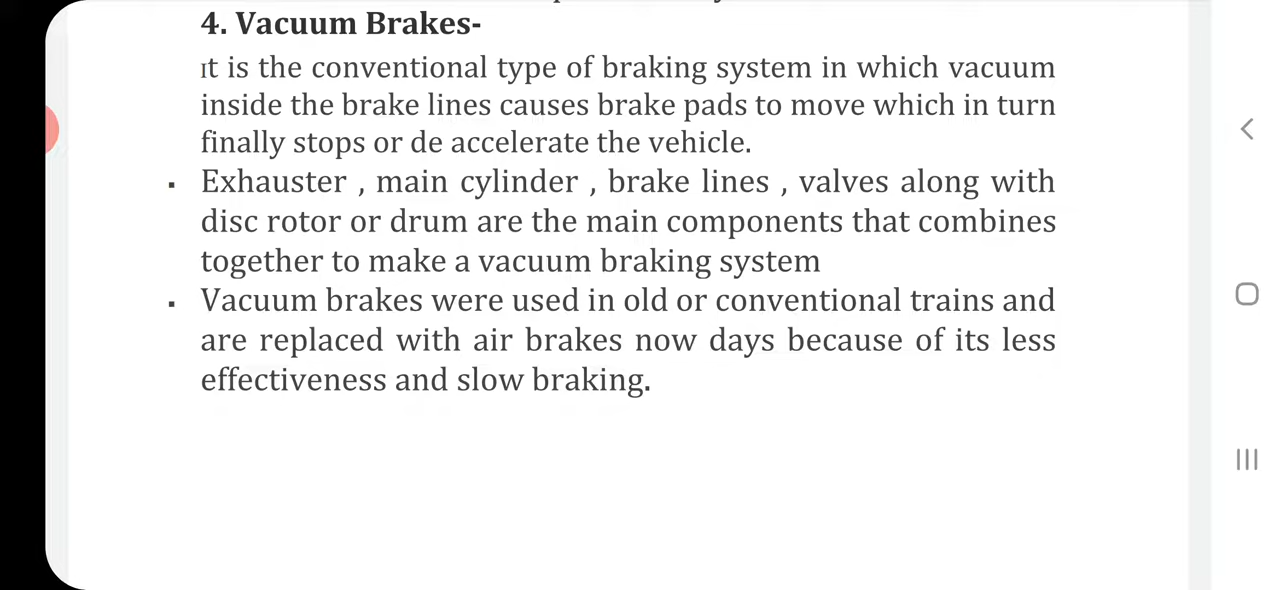 4. Vacuum Brakes-
It is the conventional type of braking system in which vacuum
inside the brake lines causes brake pads to move which in turn
finally stops or de accelerate the vehicle.
▪ Exhauster , main cylinder , brake lines , valves along with
disc rotor or drum are the main components that combines
together to make a vacuum braking system
▪ Vacuum brakes were used in old or conventional trains and
are replaced with air brakes now days because of its less
effectiveness and slow braking.